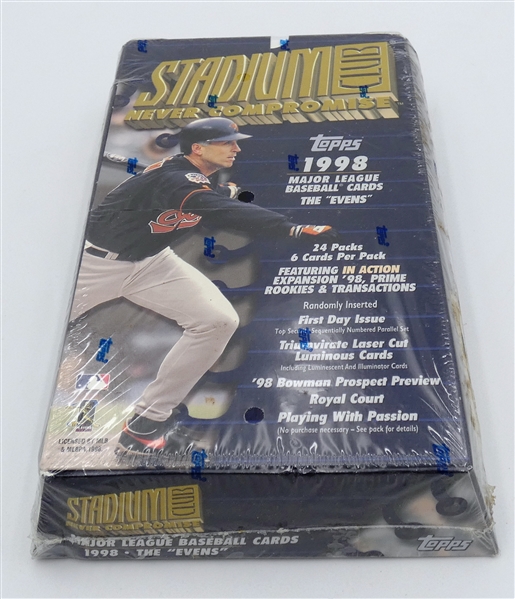 STADIUM CLUB
NEVER COMPROMISE™
Topps
1998
MAJOR LEAGUE
BASEBALL® CARDS
THE "EVENS"
24 Packs
6 Cards Per Pack
FEATURING IN ACTION
EXPANSION '98, PRIME
ROOKIES & TRANSACTIONS
Randomly Inserted
First Day Issue
Sequentially Numbered Parallel Set
Triumvirate Laser Cut
Luminous Cards
Including Luminescent And Illuminator Cards
'98 Bowman Prospect Preview
Royal Court
Playing With Passion
(No purchase necessary – See pack for details)
STADIUM CLUB
NEVER COMPROMISE
MAJOR LEAGUE BASEBALL CARDS
1998 • THE "EVENS"
Topps